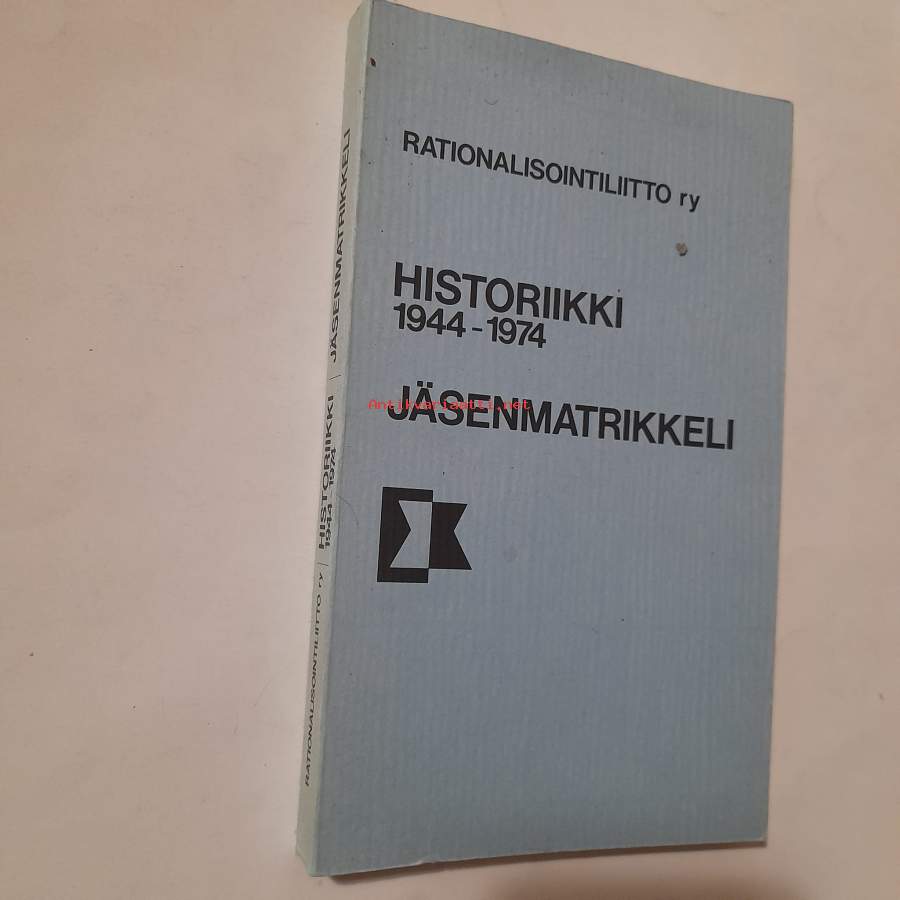 RATIONALISOINTILIITTO ry
HISTORIIKKI
1944-1974
JÄSENMATRIKKELI
Antikvariaatti.net
RATIONALISOINTILIITTO ry | HISTORIIKKI 1944-1974 | JÄSENMATRIKKELI